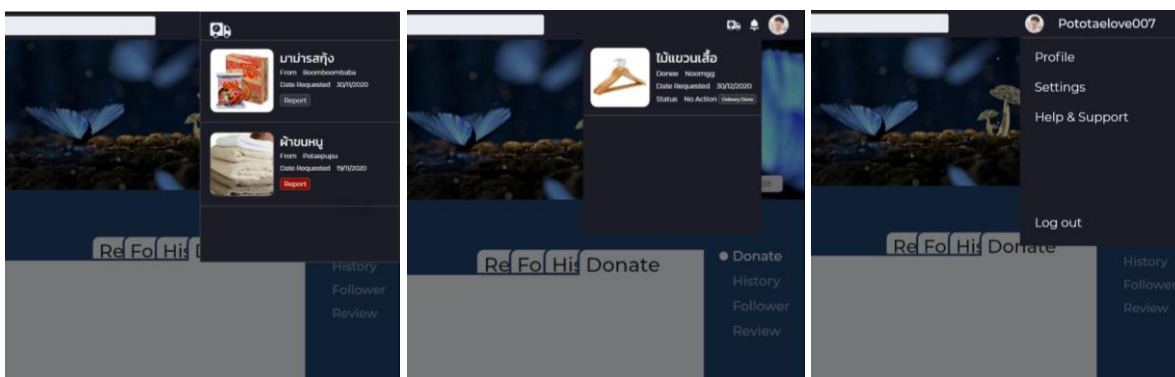 มาม่ารสกุ้ง
From Boomboombaba
Date Requested 30/11/2020
Report
ผ้าขนหนู
From Potaepupu
Date Requested 19/11/2020
Report
Re Fo His D
History
Follower
Review
ไม้แขวนเสื้อ
Donee Noomgg
Date Requested 30/12/2020
Status No Action Delivery Done
Re Fo His Donate
Donate
History
Follower
Review
Pototaelove007
Profile
Settings
Help & Support
Log out
Re Fo His Donate
History
Follower
Review